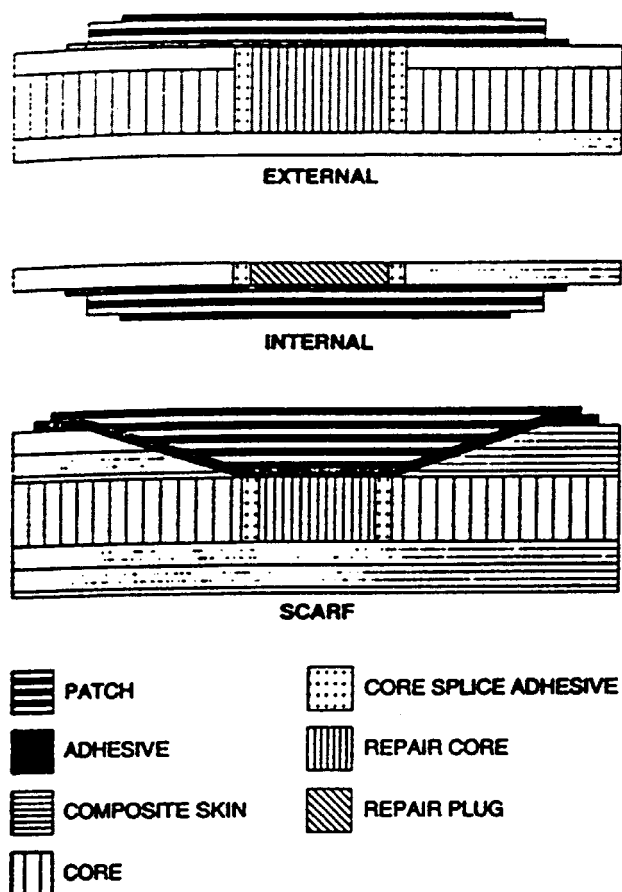 EXTERNAL
INTERNAL
SCARF
PATCH
ADHESIVE
COMPOSITE SKIN
CORE
CORE SPLICE ADHESIVE
REPAIR CORE
REPAIR PLUG